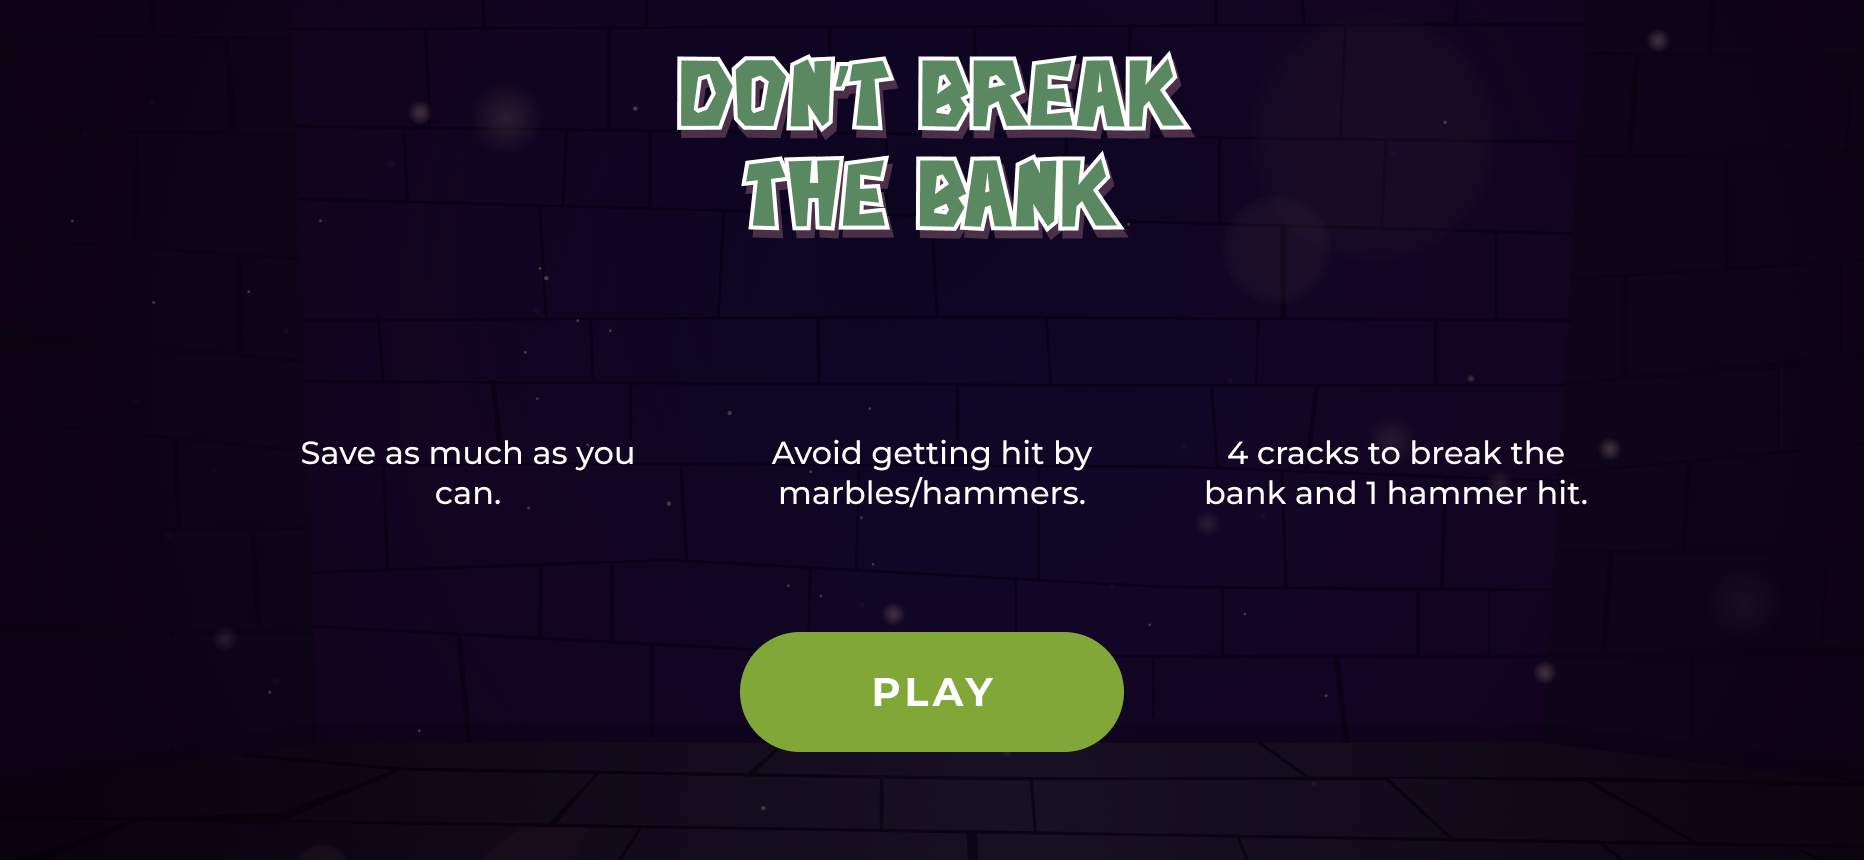 DON'T BREAK
THE BANK
Save as much as you
can.
Avoid getting hit by
marbles/hammers.
4 cracks to break the
bank and 1 hammer hit.
PLAY